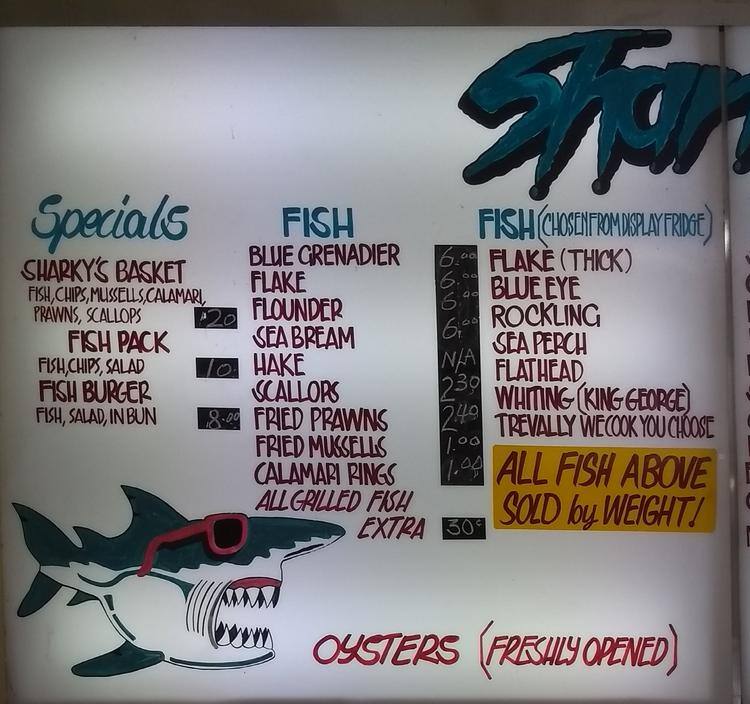 Shar
Specials
SHARKY'S BASKET
FISH, CHIPS, MUSSELLS, CALAMARI,
PRAWNS, SCALLOPS $20
FISH PACK
FISH, CHIPS, SALAD 10.
FISH BURGER
FISH, SALAD, IN BUN 8.00
FISH
BLUE GRENADIER 6.00
FLAKE 6.00
FLOUNDER 6.00
SEA BREAM 6.00
HAKE N/A
SCALLOPS 2.30
FRIED PRAWNS 2.40
FRIED MUSSELLS 1.00
CALAMARI RINGS 1.00
ALL GRILLED FISH
EXTRA 30c
FISH (CHOSEN FROM DISPLAY FRIDGE)
FLAKE (THICK)
BLUE EYE
ROCKLING
SEA PERCH
FLATHEAD
WHITING (KING GEORGE)
TREVALLY WE COOK YOU CHOOSE
ALL FISH ABOVE
SOLD by WEIGHT!
OYSTERS (FRESHLY OPENED)